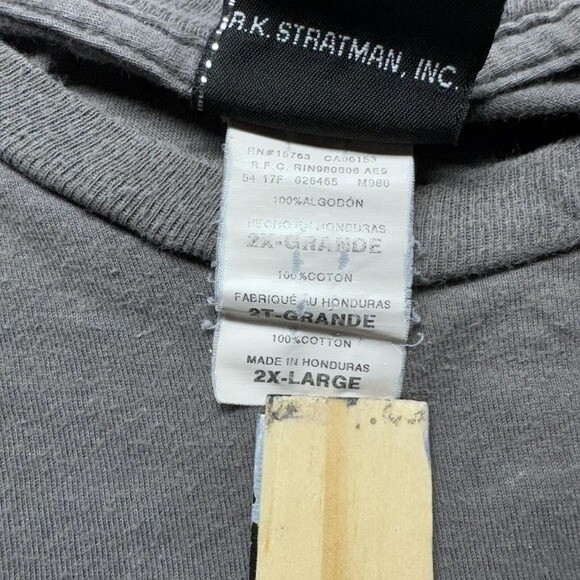 R.K. STRATMAN, INC.
RN#15763 CA00153
R.F.C. RIN980806 AE9
54 17F 626465 M980
100%ALGODÓN
HECHO EN HONDURAS
2X-GRANDE
100%COTON
FABRIQUÉ AU HONDURAS
2T-GRANDE
100%COTTON
MADE IN HONDURAS
2X-LARGE